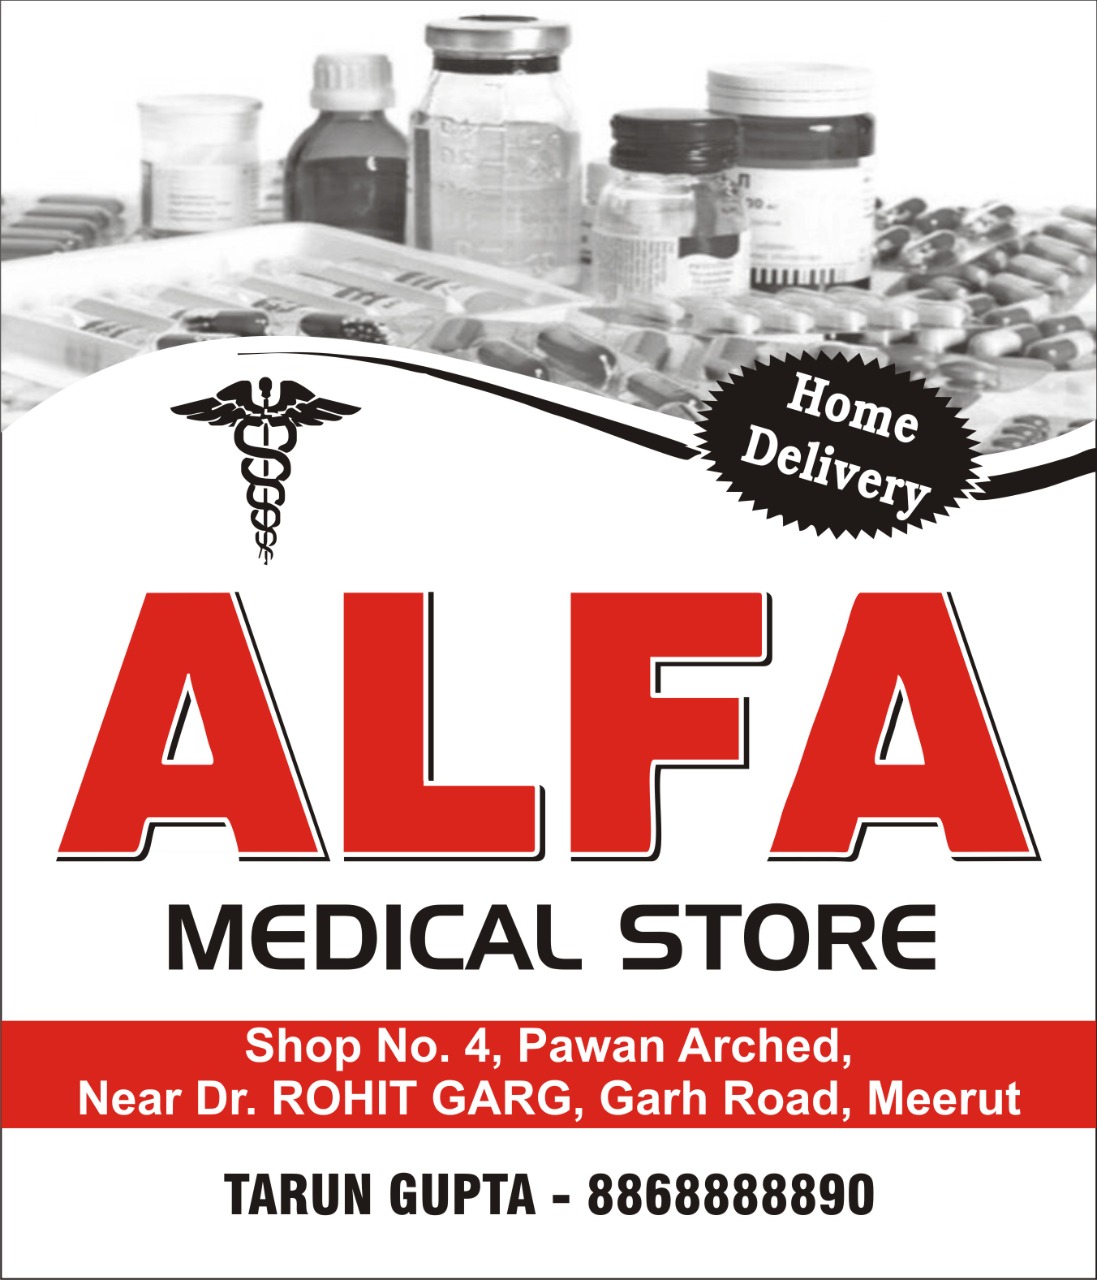 Home
Delivery
ALFA
MEDICAL STORE
Shop No. 4, Pawan Arched,
Near Dr. ROHIT GARG, Garh Road, Meerut
TARUN GUPTA - 8868888890